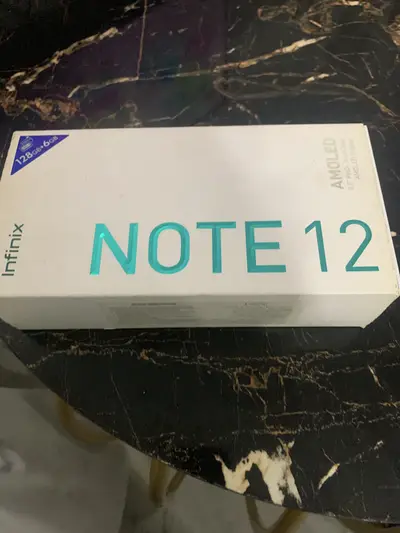 128GB+6GB
AMOLED
Infinix
NOTE 12